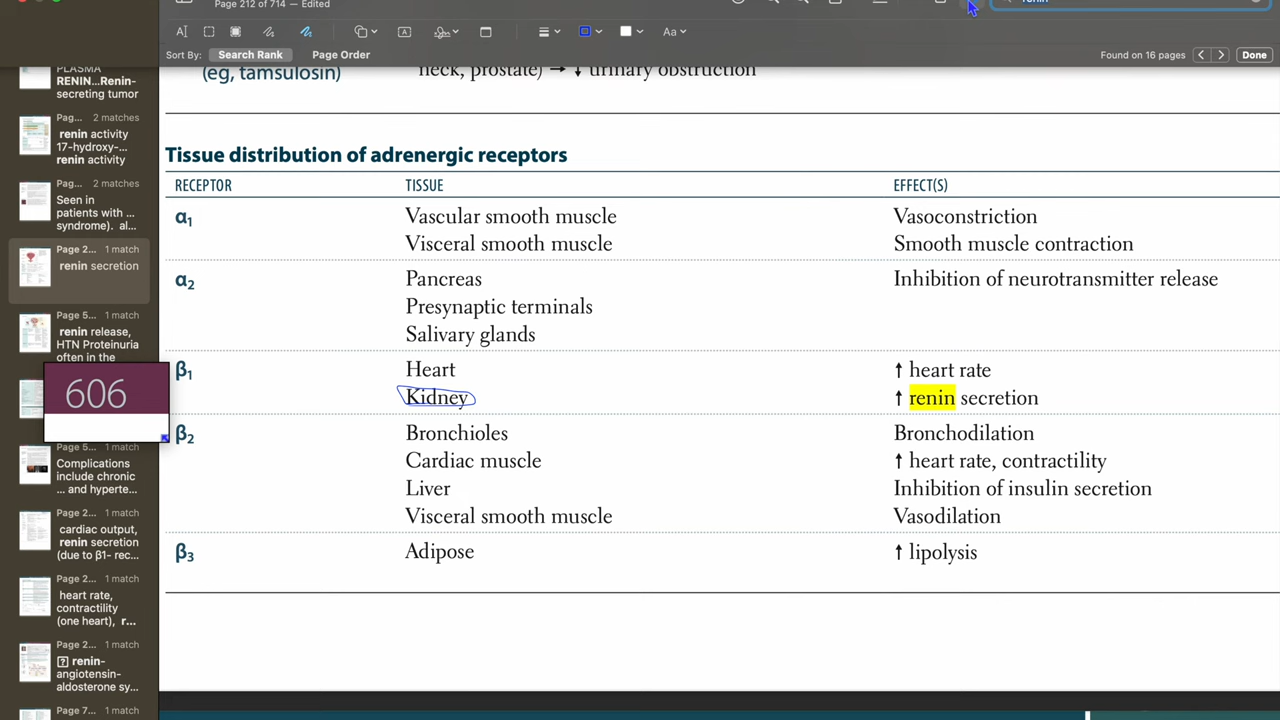 Page 212 of 714 — Edited
Aa
Sort By: Search Rank Page Order
Found on 16 pages
Done
PLASMA
RENIN...Renin-
secreting tumor
Pag... 2 matches
renin activity
17-hydroxy-...
renin activity
Pag... 2 matches
Seen in
patients with ...
syndrome). al...
Page 2... 1 match
renin secretion
Page 5... 1 match
renin release,
HTN Proteinuria
often in the
606
Page 5... 1 match
Complications
include chronic
... and hyperte...
Page 2... 1 match
cardiac output,
renin secretion
(due to β1- rec...
Page 2... 1 match
heart rate,
contractility
(one heart), r...
Page 2... 1 match
renin-
angiotensin-
aldosterone sy...
Page 7... 1 match
(eg, tamsulosin) neck, prostate) → ↓ urinary obstruction
Tissue distribution of adrenergic receptors
RECEPTOR TISSUE EFFECT(S)
α1 Vascular smooth muscle Vasoconstriction
Visceral smooth muscle Smooth muscle contraction
α2 Pancreas Inhibition of neurotransmitter release
Presynaptic terminals
Salivary glands
β1 Heart ↑ heart rate
Kidney ↑ renin secretion
β2 Bronchioles Bronchodilation
Cardiac muscle ↑ heart rate, contractility
Liver Inhibition of insulin secretion
Visceral smooth muscle Vasodilation
β3 Adipose ↑ lipolysis